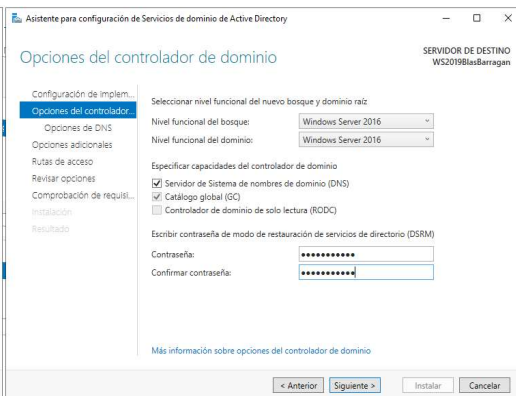 Asistente para configuración de Servicios de dominio de Active Directory
Opciones del controlador de dominio
SERVIDOR DE DESTINO
WS2019BlasBarragan
Configuración de implem...
Opciones del controlador...
Opciones de DNS
Opciones adicionales
Rutas de acceso
Revisar opciones
Comprobación de requisi...
Instalación
Resultado
Seleccionar nivel funcional del nuevo bosque y dominio raíz
Nivel funcional del bosque: Windows Server 2016
Nivel funcional del dominio: Windows Server 2016
Especificar capacidades del controlador de dominio
Servidor de Sistema de nombres de dominio (DNS)
Catálogo global (GC)
Controlador de dominio de solo lectura (RODC)
Escribir contraseña de modo de restauración de servicios de directorio (DSRM)
Contraseña: •••••••••••
Confirmar contraseña: •••••••••••
Más información sobre opciones del controlador de dominio
< Anterior Siguiente > Instalar Cancelar